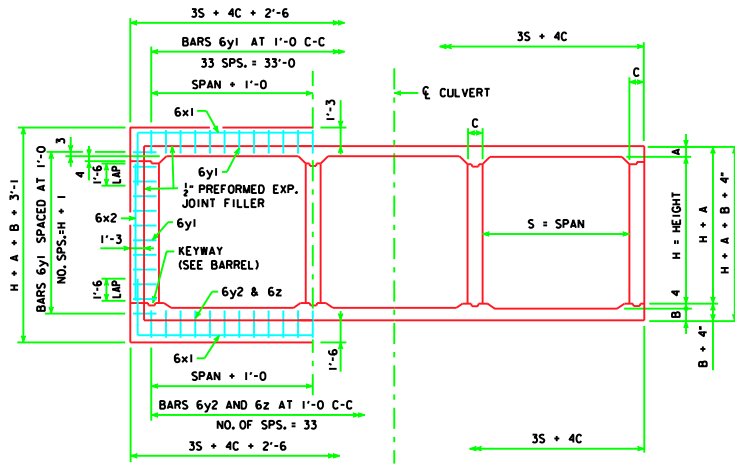 3S + 4C + 2'-6
3S + 4C
BARS 6y1 AT 1'-0 C-C
33 SPS. = 33'-0
SPAN + 1'-0
C
℄ CULVERT
6x1
1'-3
C
3
A
4
6y1
1'-6
LAP
½" PREFORMED EXP.
JOINT FILLER
H + A + B + 3'-1
BARS 6y1 SPACED AT 1'-0
NO. SPS.=H + 1
6x2
6y1
S = SPAN
H = HEIGHT
H + A
H + A + B + 4"
1'-3
KEYWAY
(SEE BARREL)
1'-6
LAP
6y2 & 6z
4
B
6x1
1'-6
B + 4"
SPAN + 1'-0
BARS 6y2 AND 6z AT 1'-0 C-C
NO. OF SPS. = 33
3S + 4C + 2'-6
3S + 4C